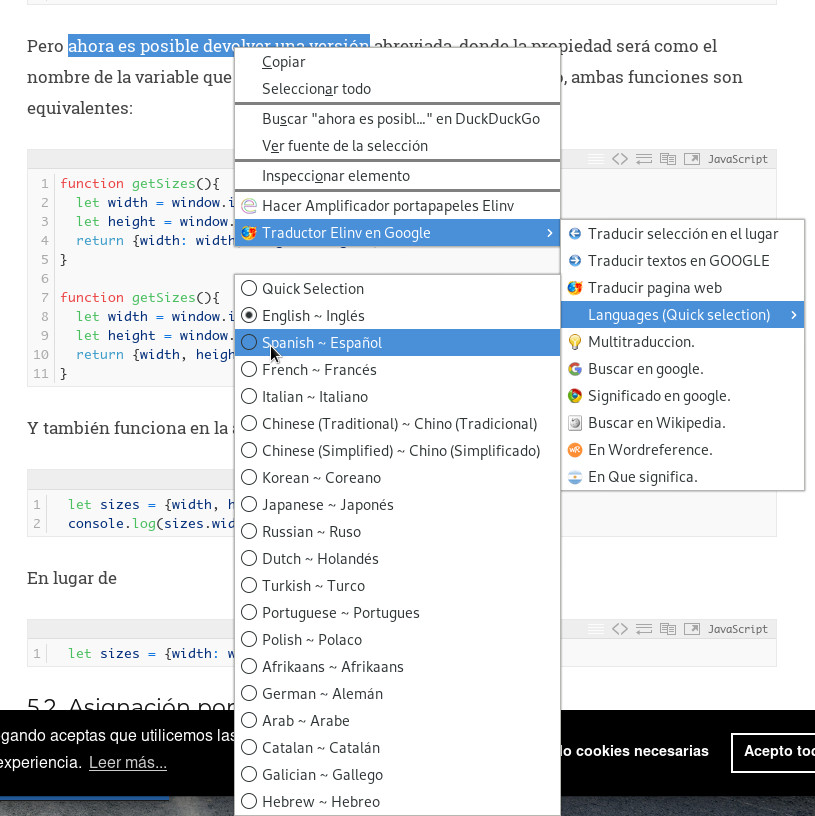 Pero ahora es posible devolver una versión abreviada, donde la propiedad será como el
nombre de la variable que
o, ambas funciones son
equivalentes:
JavaScript
1 function getSizes(){
2 let width = window.i
3 let height = window.
4 return {width: width
5 }
6
7 function getSizes(){
8 let width = window.i
9 let height = window.
10 return {width, heigh
11 }
Y también funciona en la a
1 let sizes = {width, h
2 console.log(sizes.wid
En lugar de
JavaScript
1 let sizes = {width: w
5.2. Asignación por
gando aceptas que utilicemos las
experiencia. Leer más...
lo cookies necesarias
Acepto too
Copiar
Seleccionar todo
Buscar "ahora es posibl..." en DuckDuckGo
Ver fuente de la selección
Inspeccionar elemento
Hacer Amplificador portapapeles Elinv
Traductor Elinv en Google
Traducir selección en el lugar
Traducir textos en GOOGLE
Traducir pagina web
Languages (Quick selection)
Multitraduccion.
Buscar en google.
Significado en google.
Buscar en Wikipedia.
En Wordreference.
En Que significa.
Quick Selection
English ~ Inglés
Spanish ~ Español
French ~ Francés
Italian ~ Italiano
Chinese (Traditional) ~ Chino (Tradicional)
Chinese (Simplified) ~ Chino (Simplificado)
Korean ~ Coreano
Japanese ~ Japonés
Russian ~ Ruso
Dutch ~ Holandés
Turkish ~ Turco
Portuguese ~ Portugues
Polish ~ Polaco
Afrikaans ~ Afrikaans
German ~ Alemán
Arab ~ Arabe
Catalan ~ Catalán
Galician ~ Gallego
Hebrew ~ Hebreo